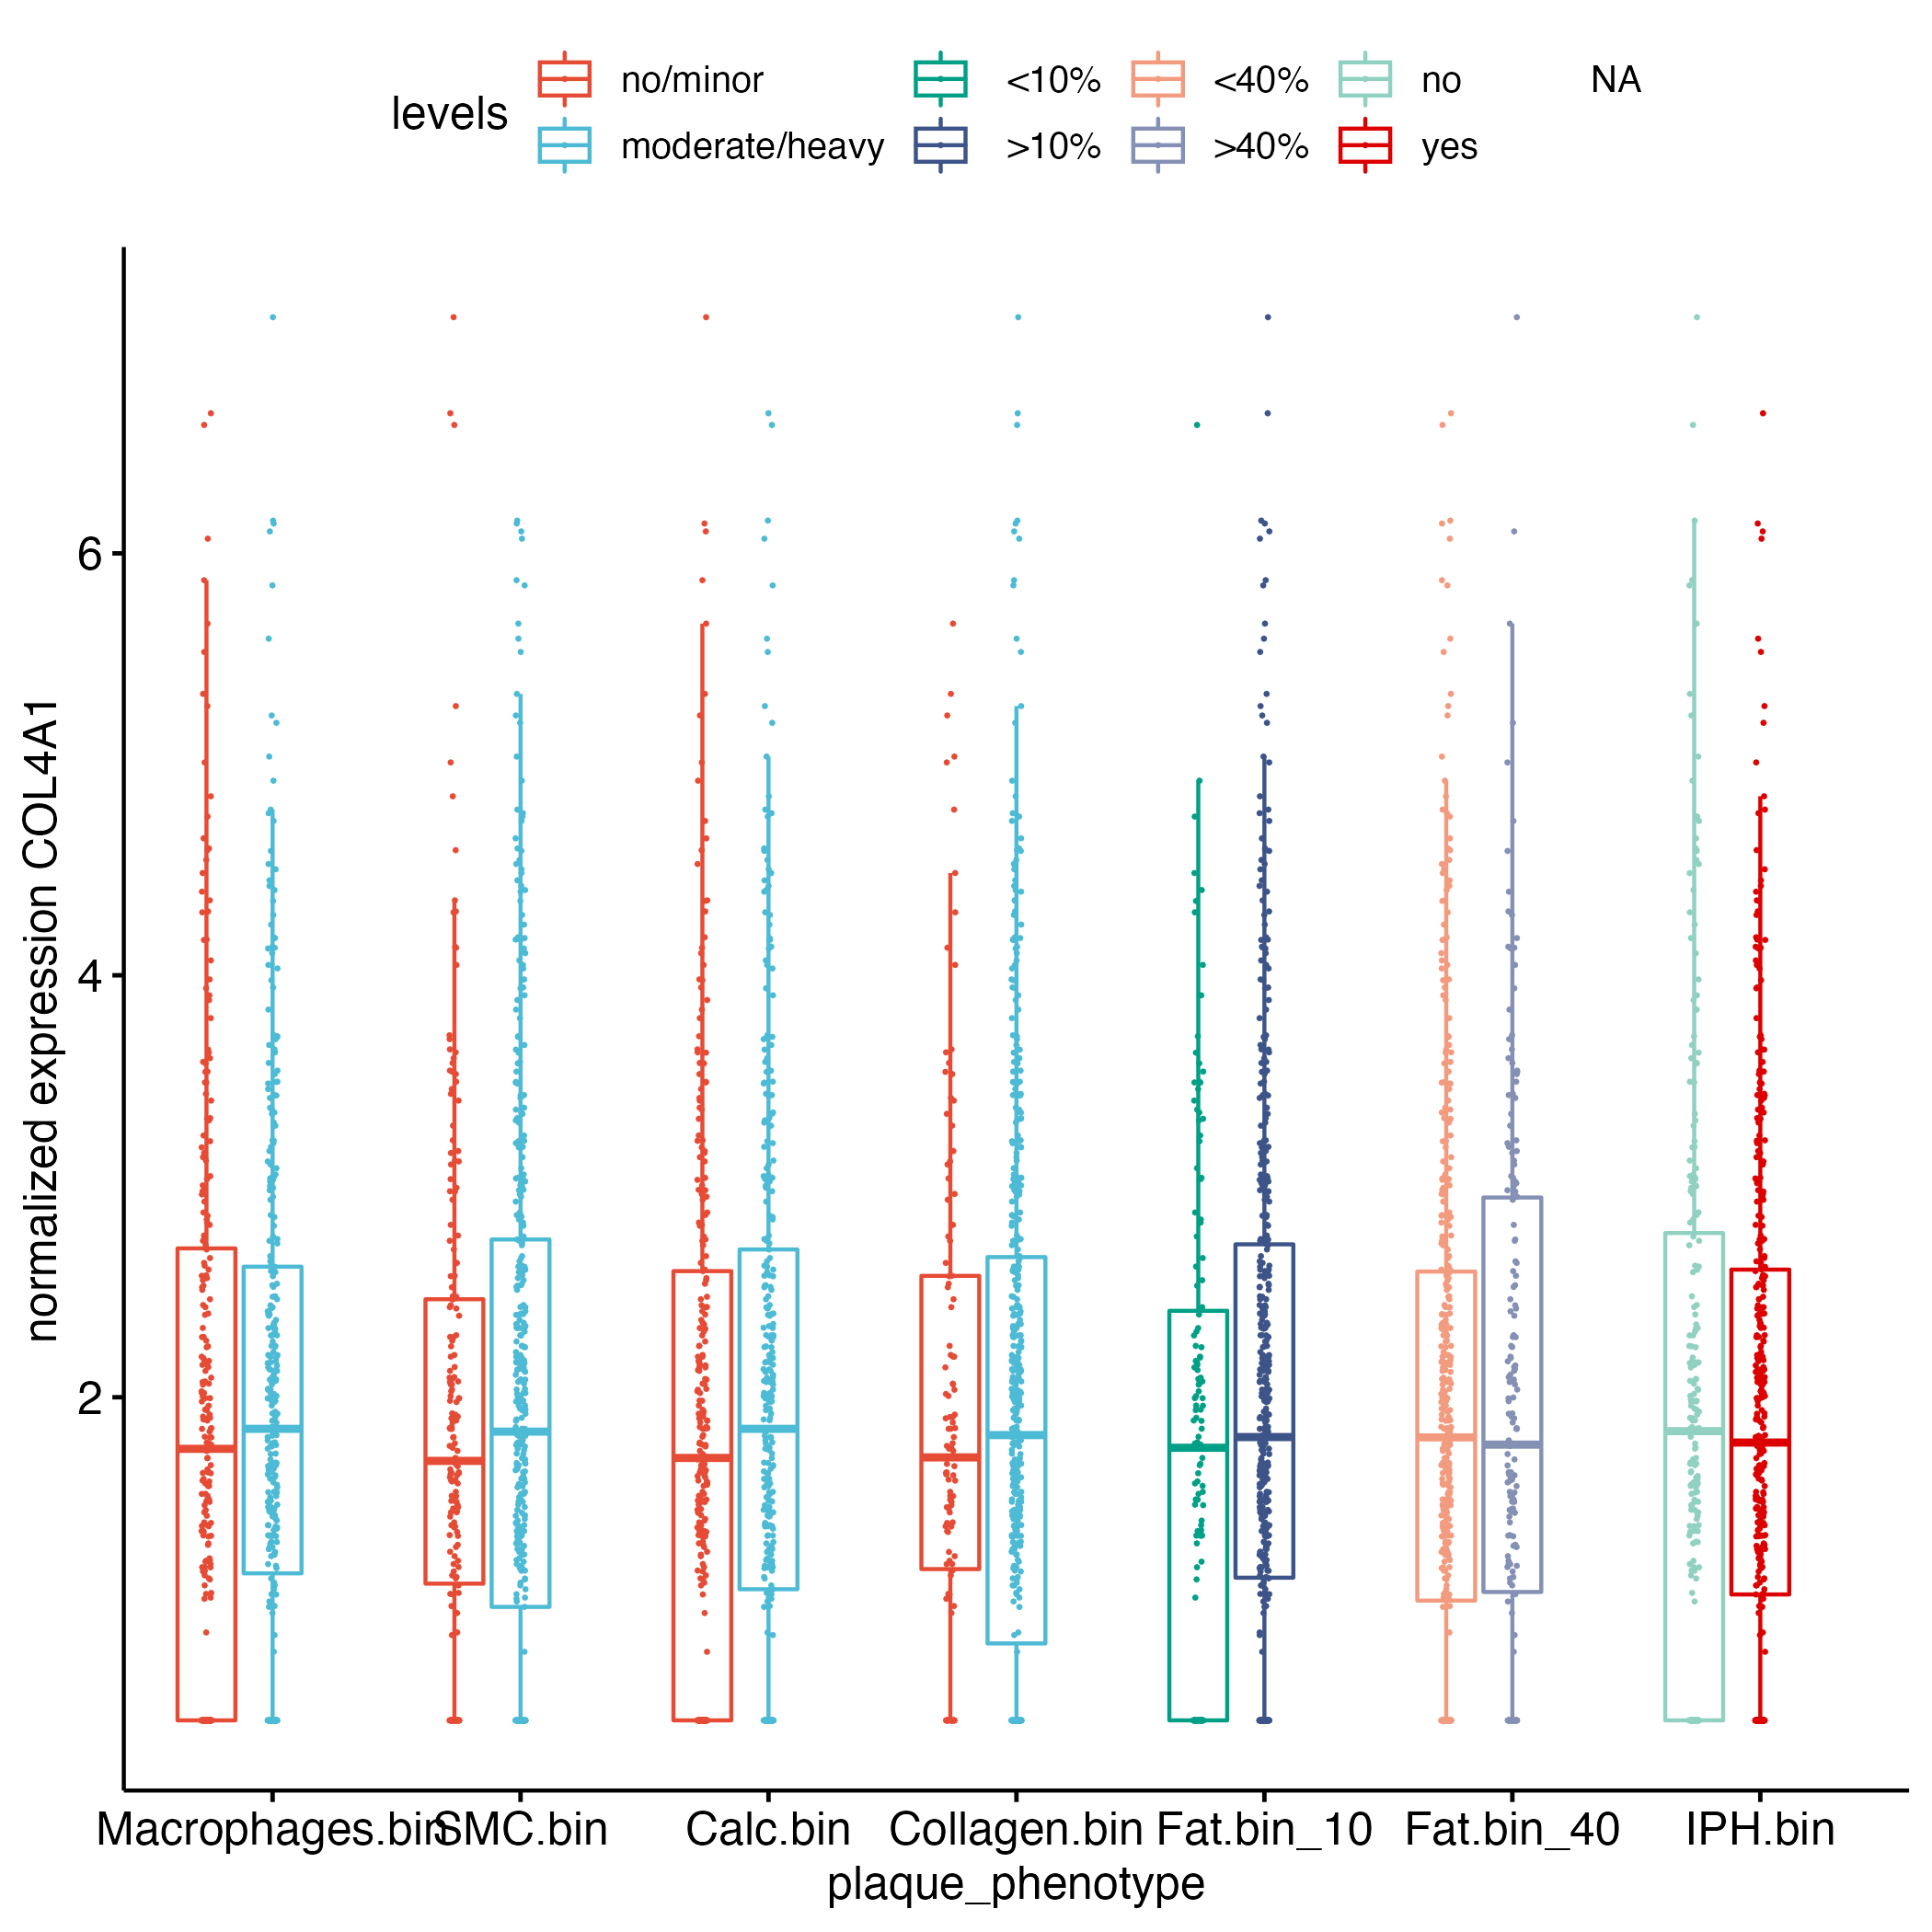 levels
no/minor <10% <40% no NA
moderate/heavy >10% >40% yes
normalized expression COL4A1
6
4
2
Macrophages.bin SMC.bin Calc.bin Collagen.bin Fat.bin_10 Fat.bin_40 IPH.bin
plaque_phenotype